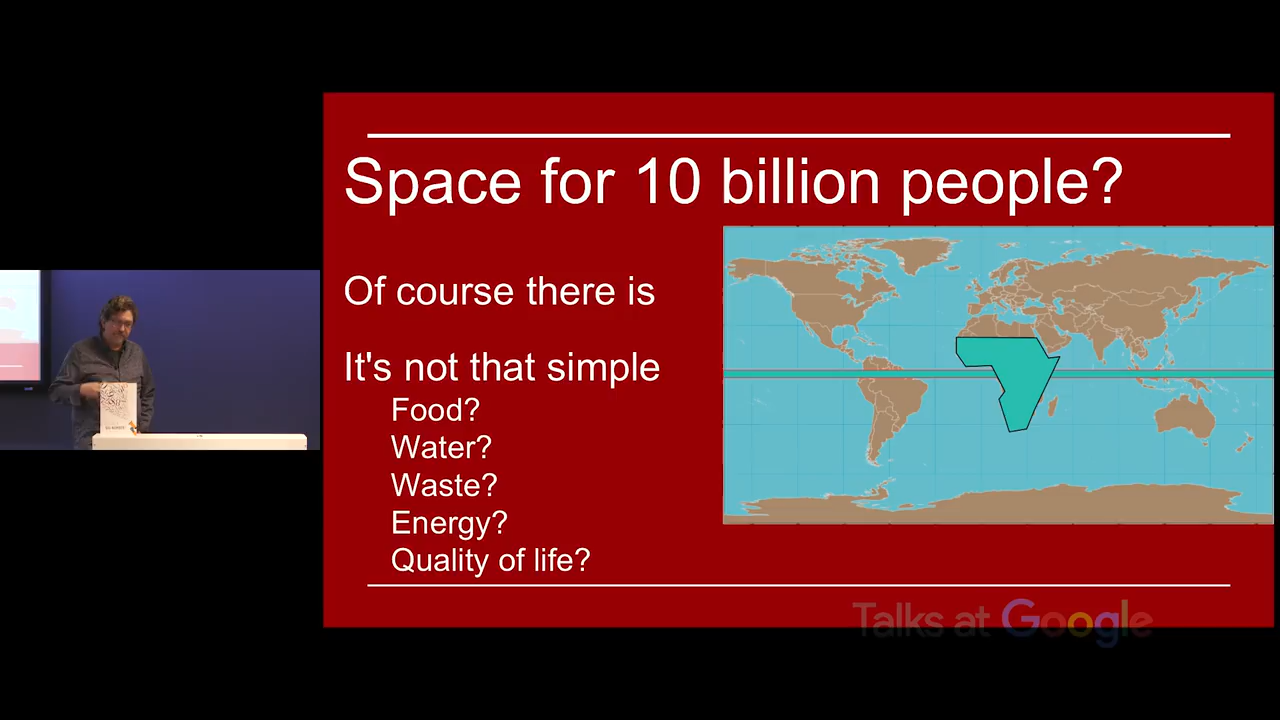 Space for 10 billion people?
Of course there is
It's not that simple
Food?
Water?
Waste?
Energy?
Quality of life?
Talks at Google